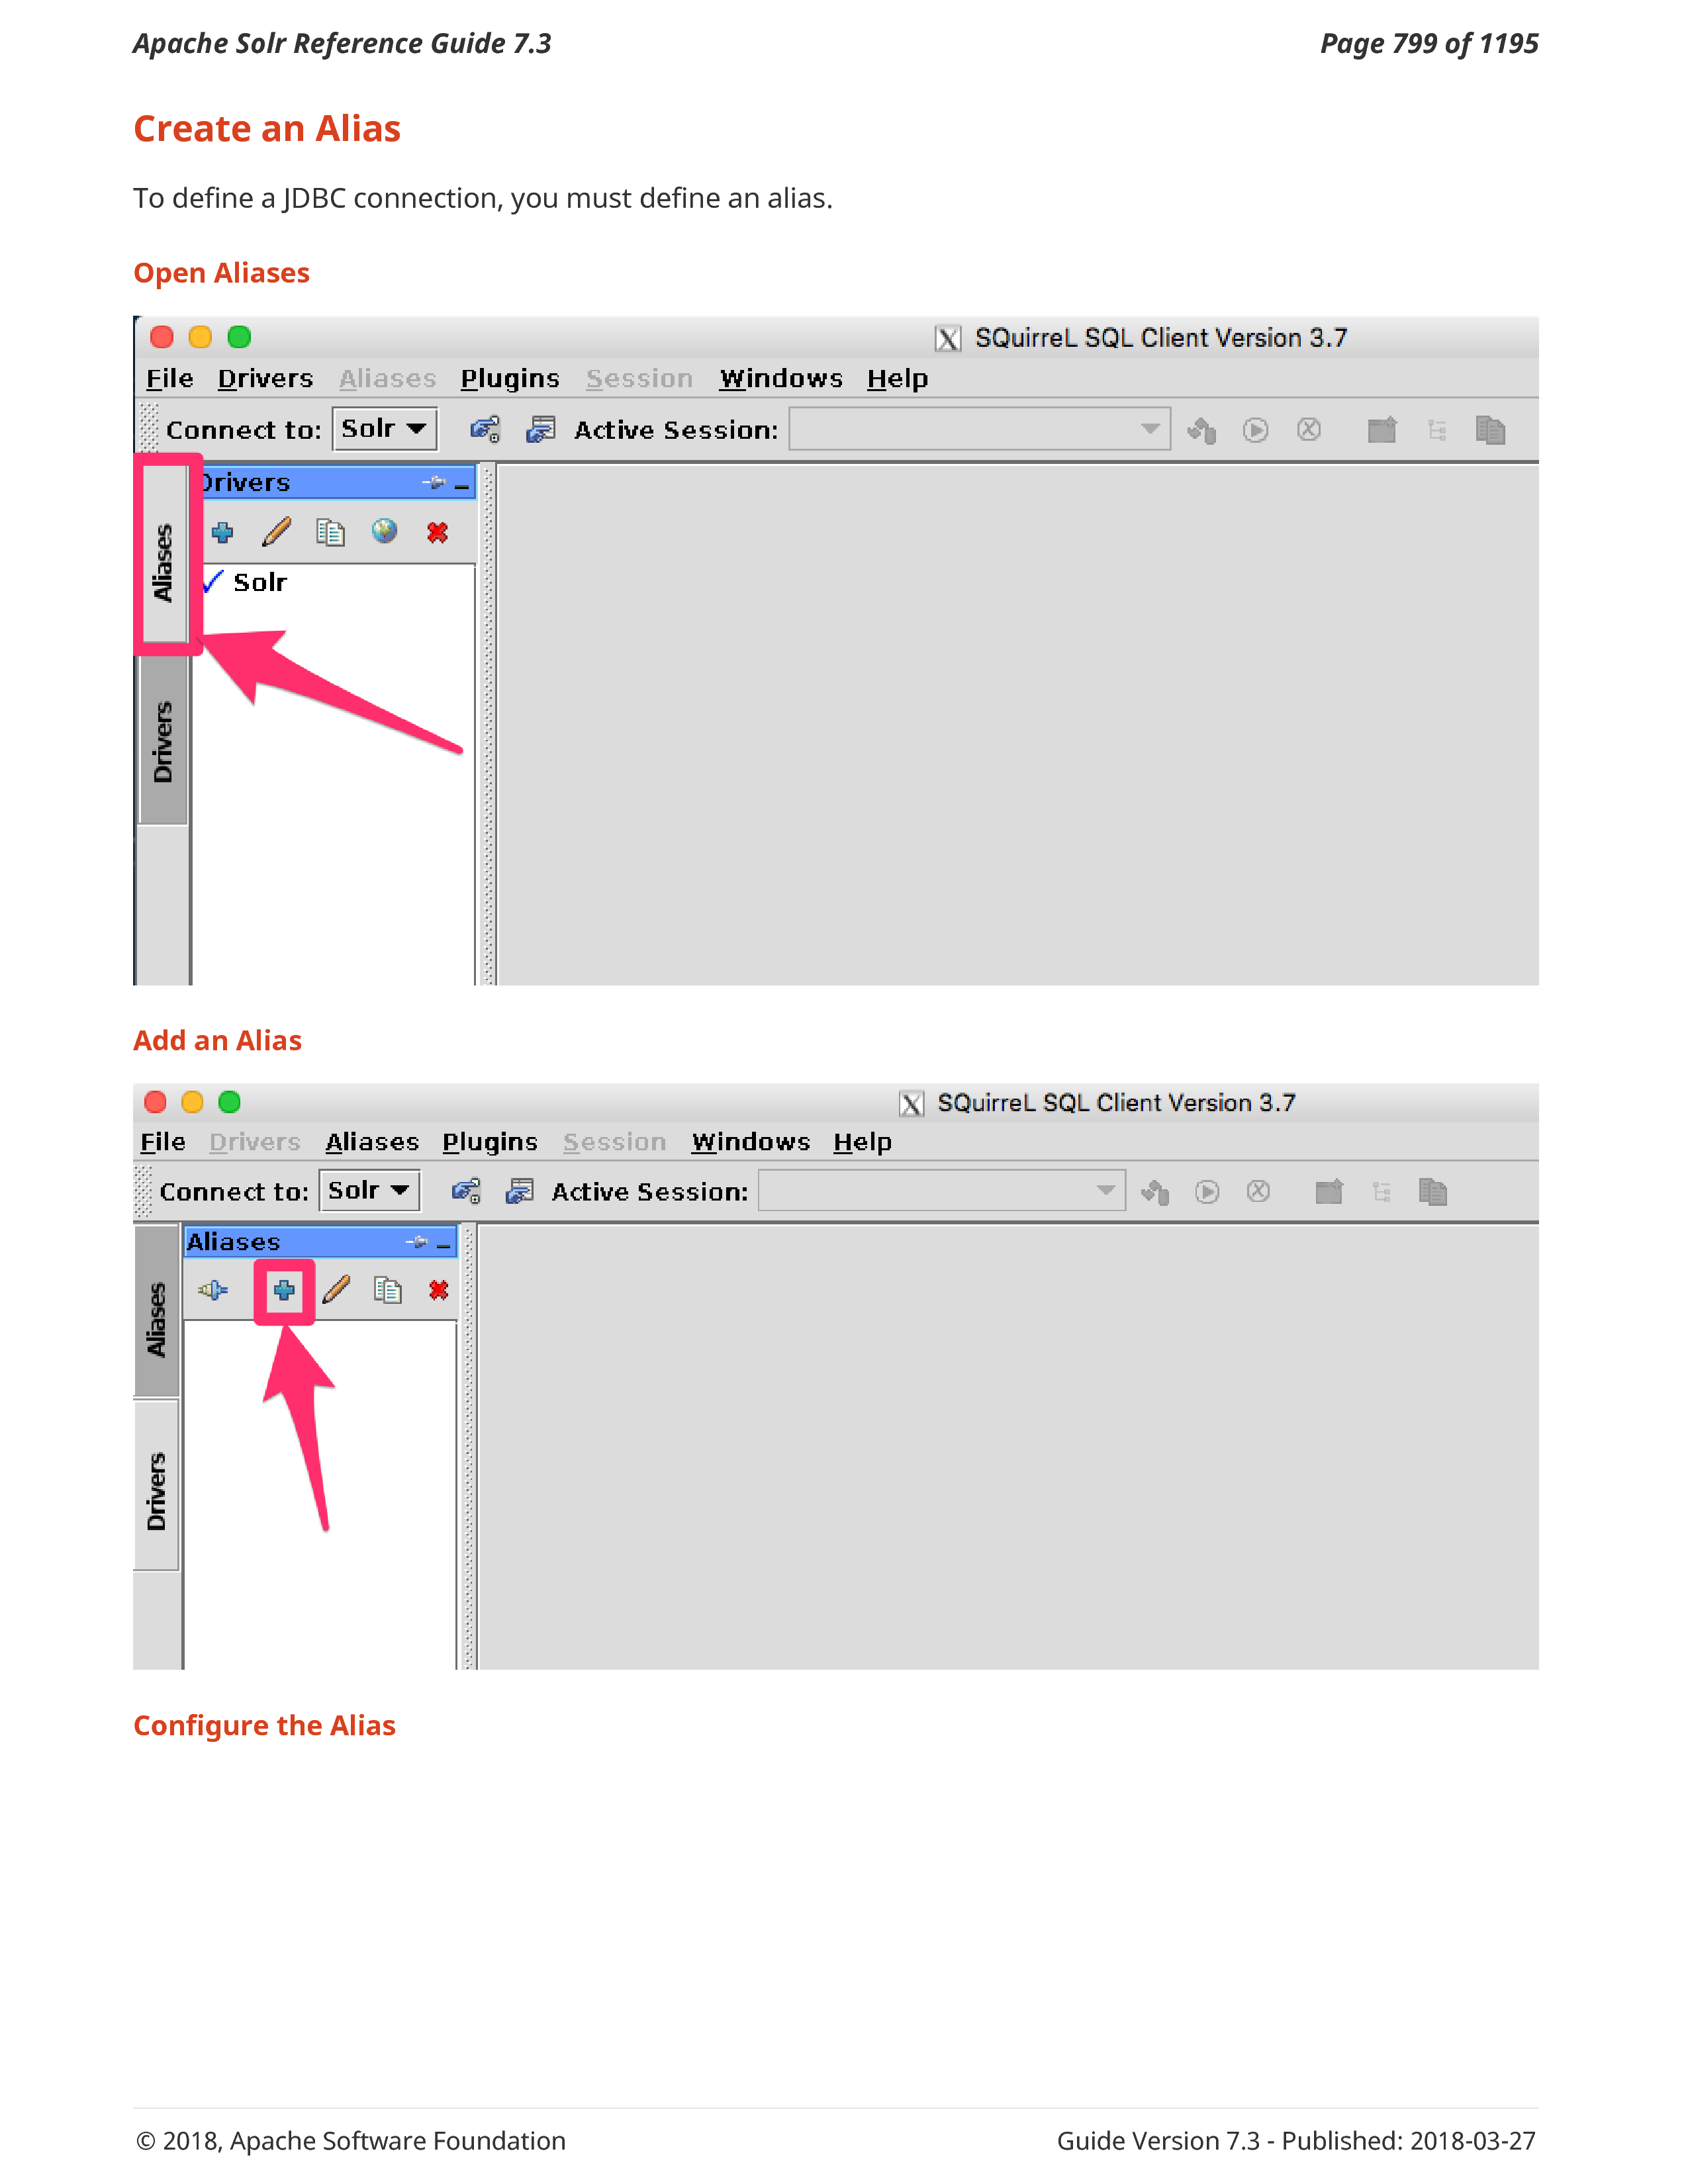 Apache Solr Reference Guide 7.3
Page 799 of 1195
Create an Alias
To define a JDBC connection, you must define an alias.
Open Aliases
SQuirreL SQL Client Version 3.7
File Drivers Aliases Plugins Session Windows Help
Connect to: Solr Active Session:
Drivers
Solr
Aliases
Drivers
Add an Alias
SQuirreL SQL Client Version 3.7
File Drivers Aliases Plugins Session Windows Help
Connect to: Solr Active Session:
Aliases
Aliases
Drivers
Configure the Alias
© 2018, Apache Software Foundation
Guide Version 7.3 - Published: 2018-03-27